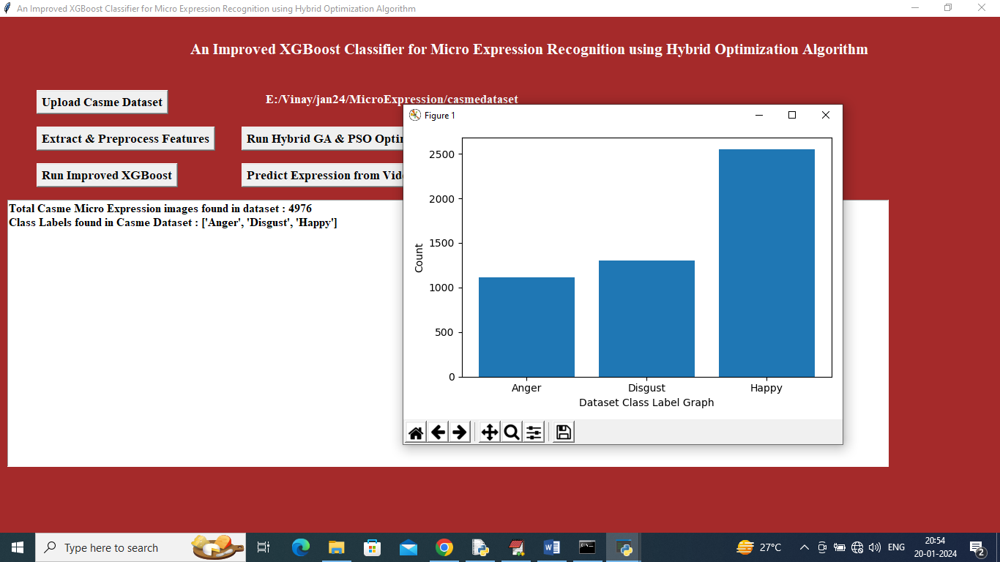 An Improved XGBoost Classifier for Micro Expression Recognition using Hybrid Optimization Algorithm
An Improved XGBoost Classifier for Micro Expression Recognition using Hybrid Optimization Algorithm
Upload Casme Dataset
E:/Vinay/jan24/MicroExpression/casmedataset
Extract & Preprocess Features
Run Hybrid GA & PSO
Run Improved XGBoost
Predict Expression from
Total Casme Micro Expression images found in dataset : 4976
Class Labels found in Casme Dataset : ['Anger', 'Disgust', 'Happy']
Figure 1
2500
2000
1500
1000
500
0
Count
Anger Disgust Happy
Dataset Class Label Graph
Type here to search
27°C
ENG
20:54
20-01-2024
2